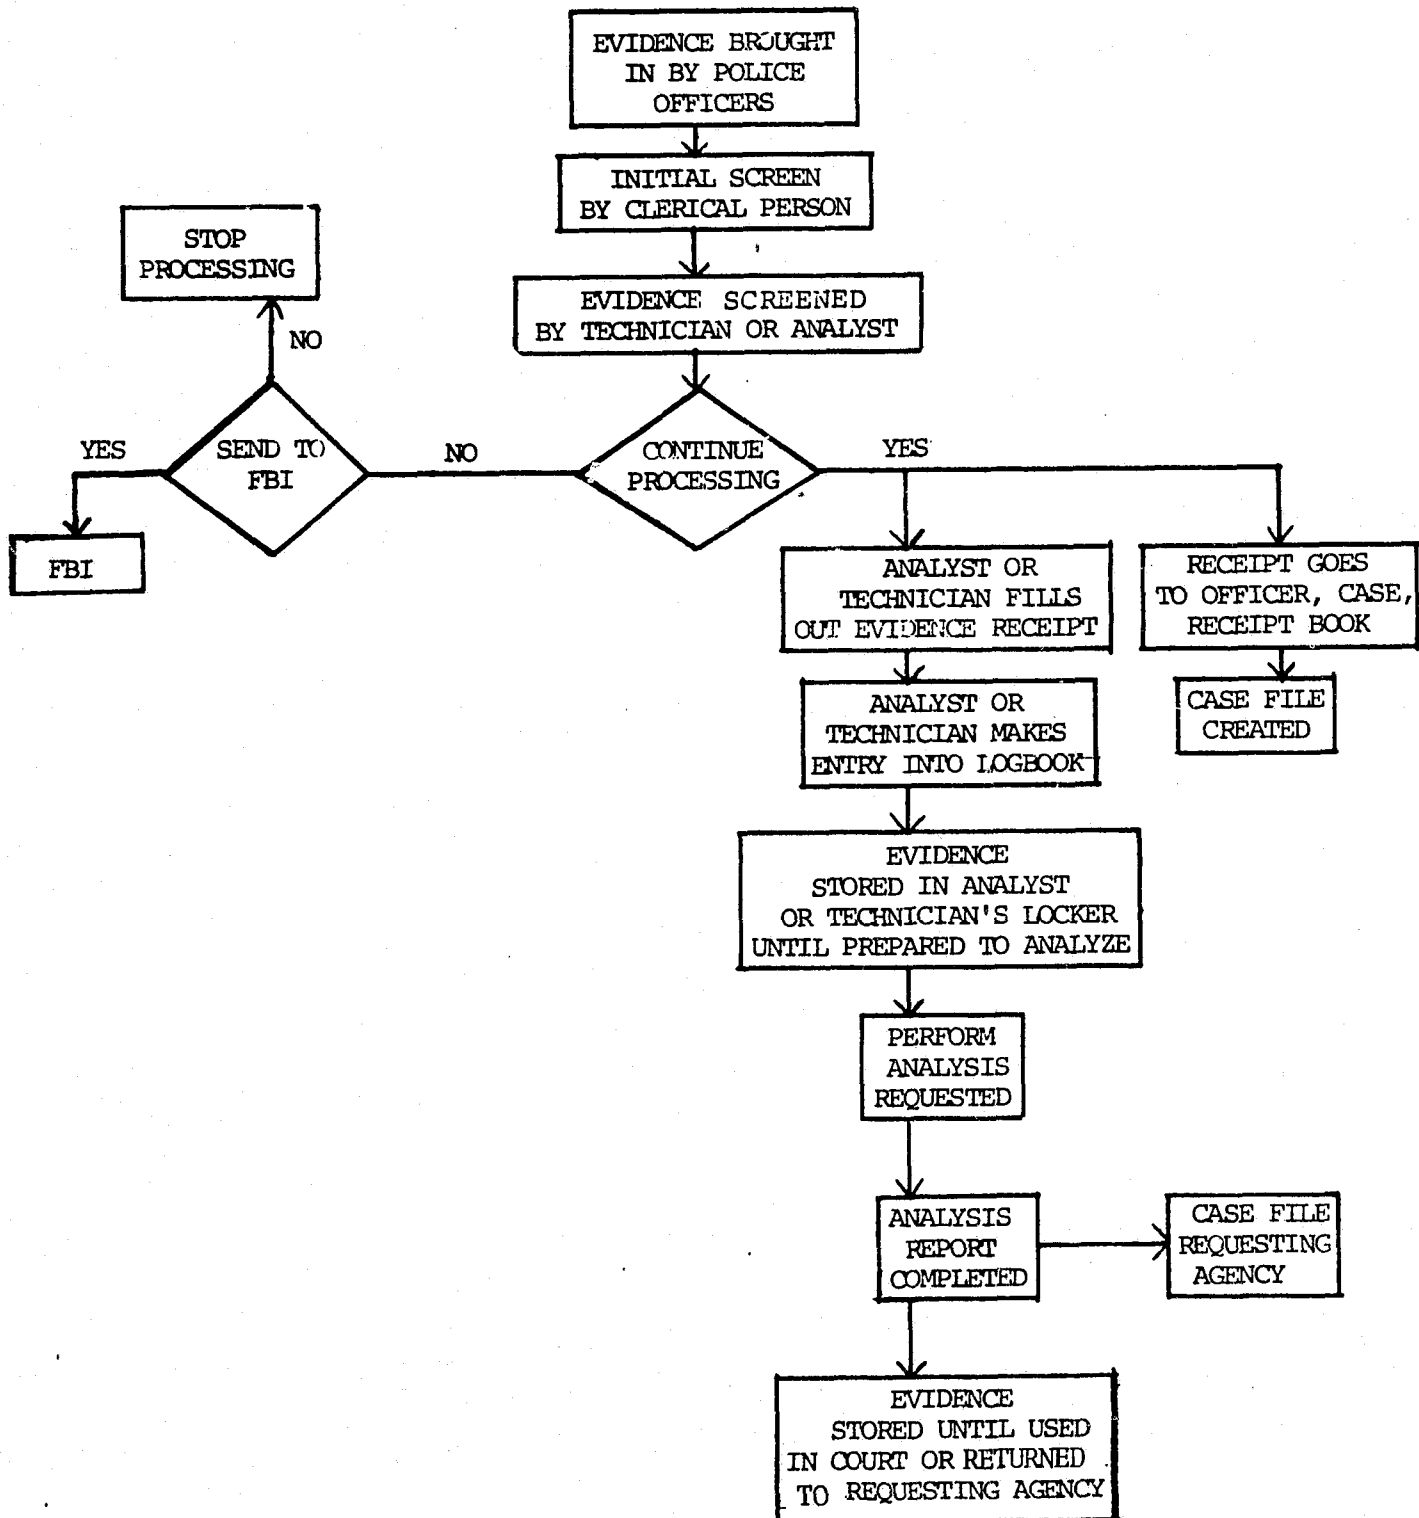 EVIDENCE BROUGHT
IN BY POLICE
OFFICERS
INITIAL SCREEN
BY CLERICAL PERSON
STOP
PROCESSING
EVIDENCE SCREENED
BY TECHNICIAN OR ANALYST
NO
YES
SEND TO
FBI
NO
CONTINUE
PROCESSING
YES
FBI
ANALYST OR
TECHNICIAN FILLS
OUT EVIDENCE RECEIPT
RECEIPT GOES
TO OFFICER, CASE,
RECEIPT BOOK
ANALYST OR
TECHNICIAN MAKES
ENTRY INTO LOGBOOK
CASE FILE
CREATED
EVIDENCE
STORED IN ANALYST
OR TECHNICIAN'S LOCKER
UNTIL PREPARED TO ANALYZE
PERFORM
ANALYSIS
REQUESTED
ANALYSIS
REPORT
COMPLETED
CASE FILE
REQUESTING
AGENCY
EVIDENCE
STORED UNTIL USED
IN COURT OR RETURNED
TO REQUESTING AGENCY